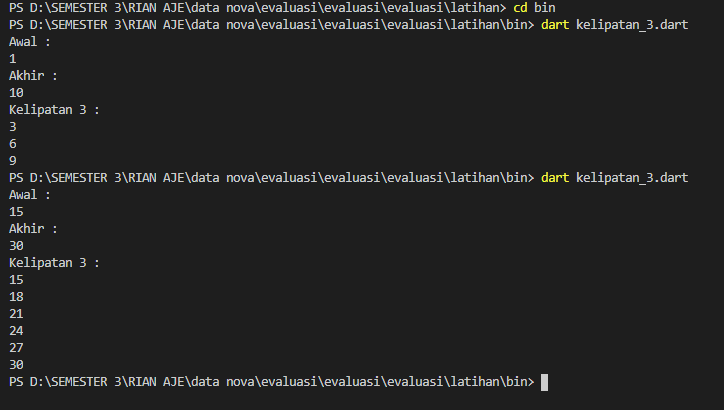 PS D:\SEMESTER 3\RIAN AJE\data nova\evaluasi\evaluasi\evaluasi\latihan> cd bin
PS D:\SEMESTER 3\RIAN AJE\data nova\evaluasi\evaluasi\evaluasi\latihan\bin> dart kelipatan_3.dart
Awal :
1
Akhir :
10
Kelipatan 3 :
3
6
9
PS D:\SEMESTER 3\RIAN AJE\data nova\evaluasi\evaluasi\evaluasi\latihan\bin> dart kelipatan_3.dart
Awal :
15
Akhir :
30
Kelipatan 3 :
15
18
21
24
27
30
PS D:\SEMESTER 3\RIAN AJE\data nova\evaluasi\evaluasi\evaluasi\latihan\bin>